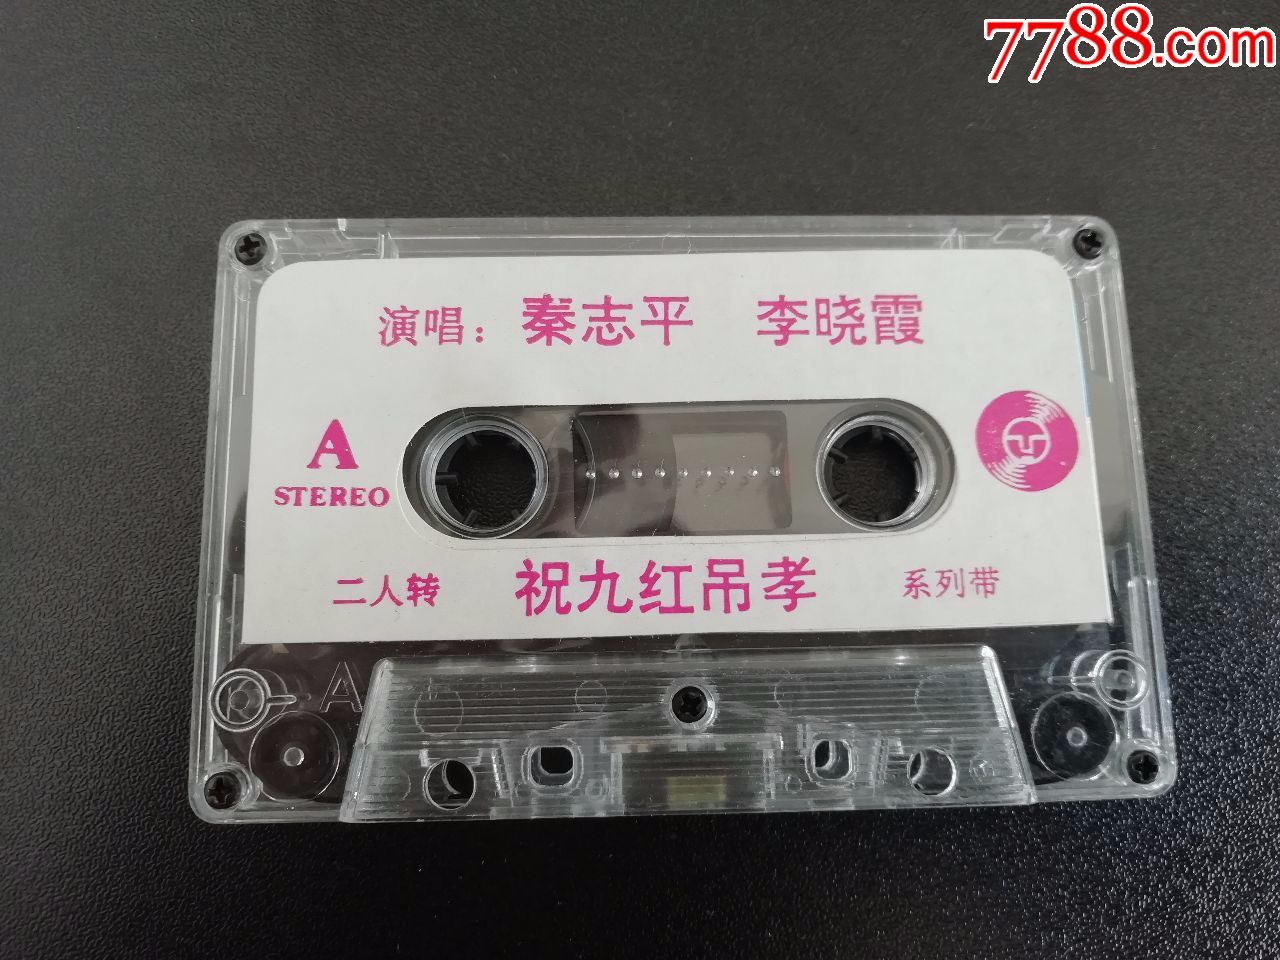 7788.com
演唱：秦志平 李晓霞
A
STEREO
二人转 祝九红吊孝 系列带
A